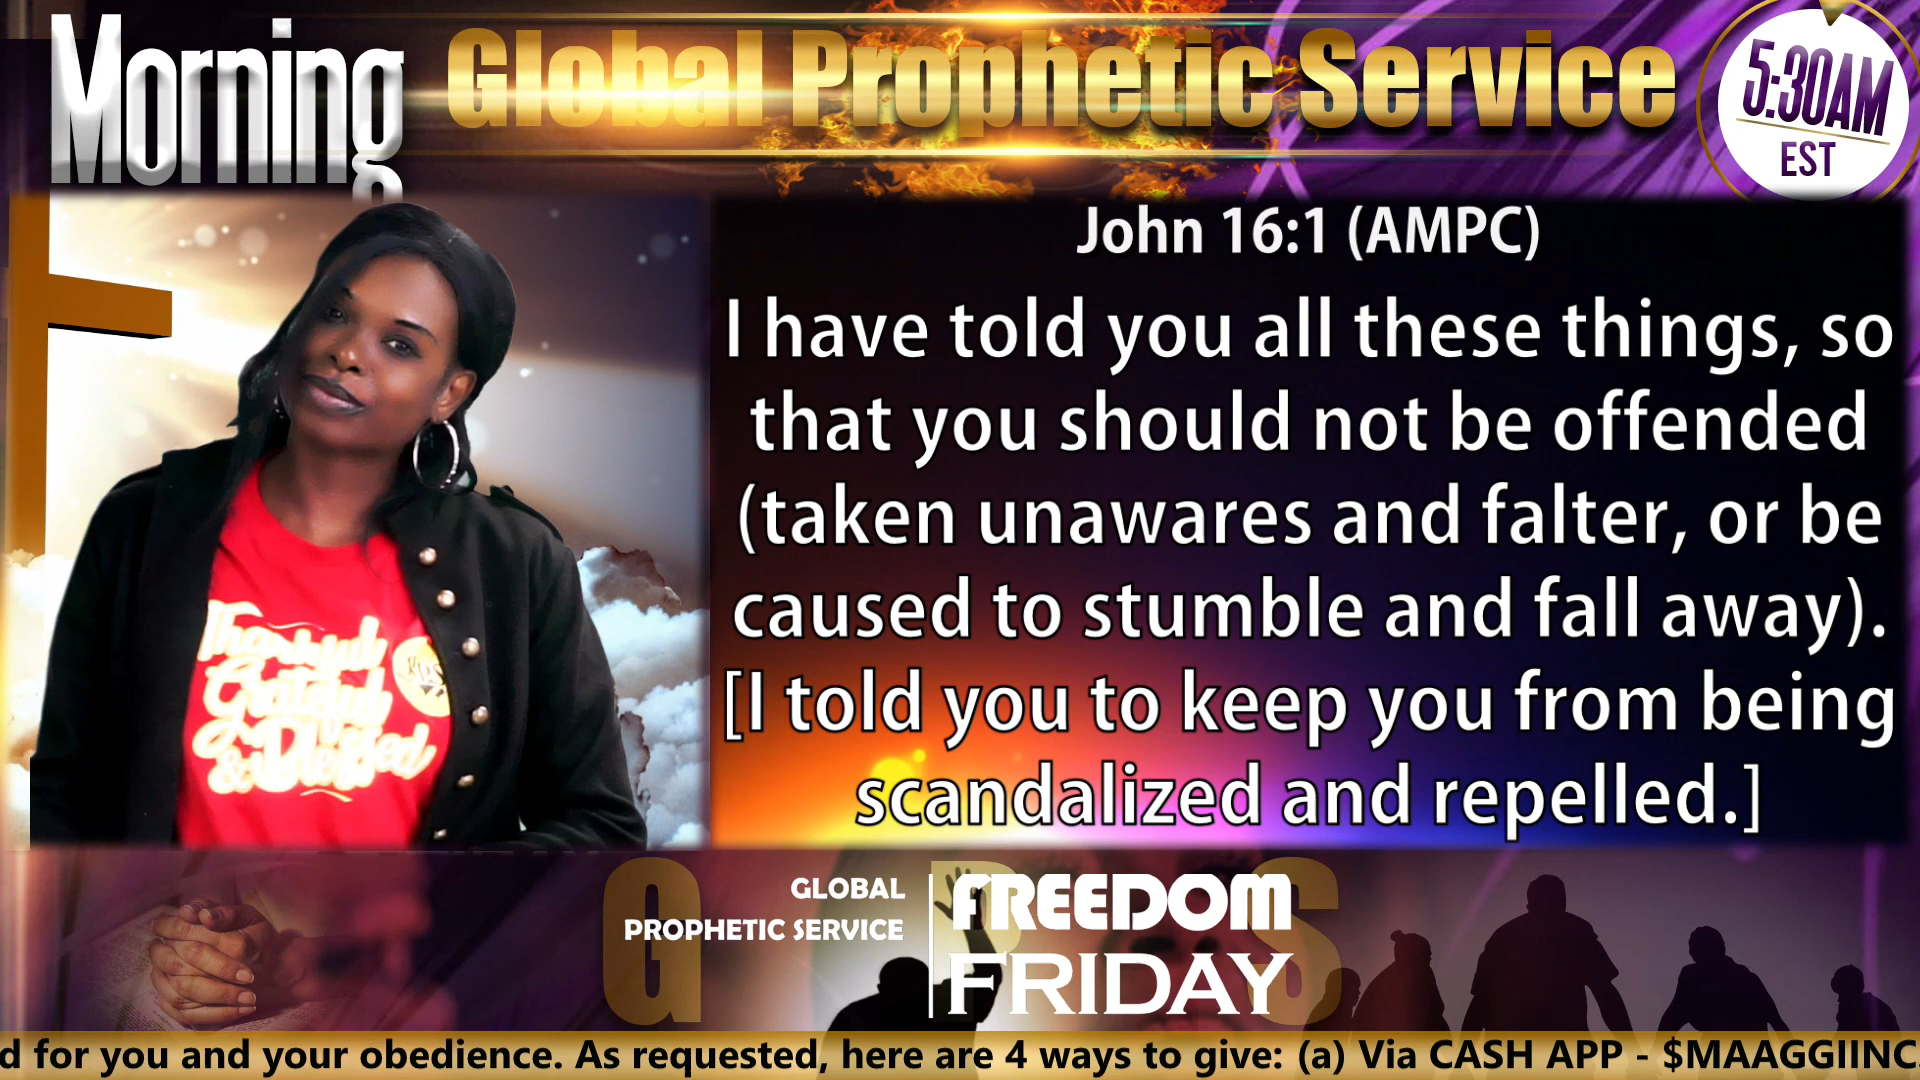 Morning
Global Prophetic Service
5:30AM
EST
John 16:1 (AMPC)
I have told you all these things, so
that you should not be offended
(taken unawares and falter, or be
caused to stumble and fall away).
[I told you to keep you from being
scandalized and repelled.]
Thankful
Grateful
& Blessed
G P S
GLOBAL
PROPHETIC SERVICE
FREEDOM
FRIDAY
d for you and your obedience. As requested, here are 4 ways to give: (a) Via CASH APP - $MAAGGIINC